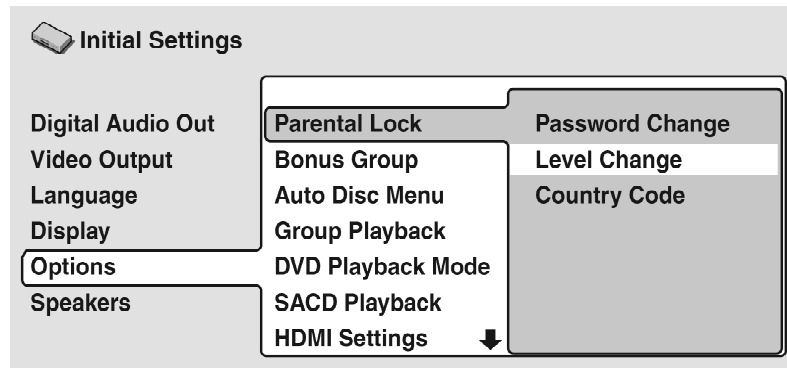 Initial Settings
Digital Audio Out
Video Output
Language
Display
Options
Speakers
Parental Lock
Bonus Group
Auto Disc Menu
Group Playback
DVD Playback Mode
SACD Playback
HDMI Settings
Password Change
Level Change
Country Code